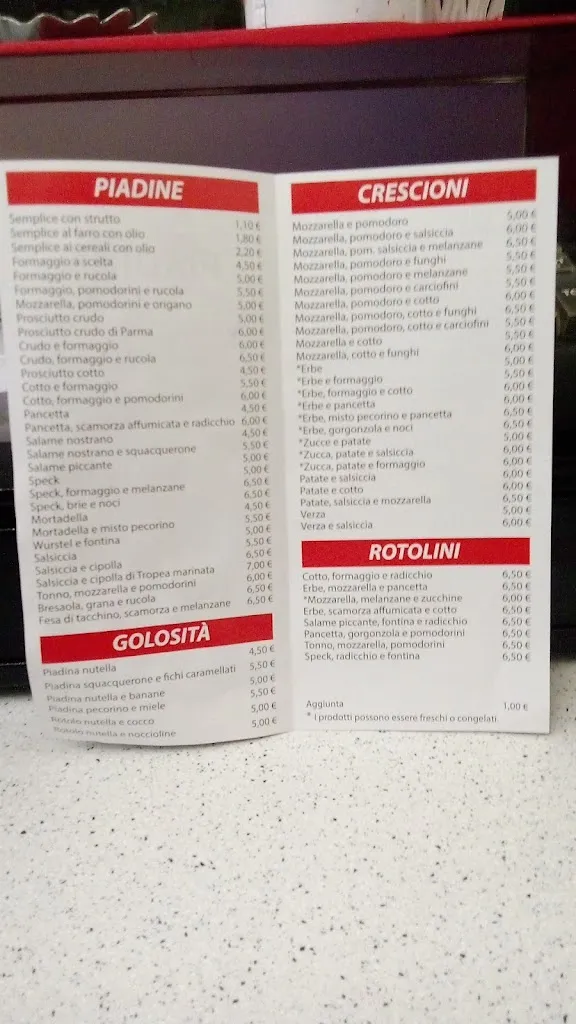 PIADINE
Semplice con strutto 1,10 €
Semplice al farro con olio 1,80 €
Semplice ai cereali con olio 2,20 €
Formaggio a scelta 4,50 €
Formaggio e rucola 5,00 €
Formaggio, pomodorini e rucola 5,50 €
Mozzarella, pomodorini e origano 5,00 €
Prosciutto crudo 5,00 €
Prosciutto crudo di Parma 6,00 €
Crudo e formaggio 6,00 €
Crudo, formaggio e rucola 6,50 €
Prosciutto cotto 4,50 €
Cotto e formaggio 5,50 €
Cotto, formaggio e pomodorini 6,00 €
Pancetta 4,50 €
Pancetta, scamorza affumicata e radicchio 6,00 €
Salame nostrano 4,50 €
Salame nostrano e squacquerone 5,50 €
Salame piccante 5,00 €
Speck 5,00 €
Speck, formaggio e melanzane 6,50 €
Speck, brie e noci 6,50 €
Mortadella 4,50 €
Mortadella e misto pecorino 5,50 €
Wurstel e fontina 5,00 €
Salsiccia 5,50 €
Salsiccia e cipolla 6,50 €
Salsiccia e cipolla di Tropea marinata 7,00 €
Tonno, mozzarella e pomodorini 6,00 €
Bresaola, grana e rucola 6,50 €
Fesa di tacchino, scamorza e melanzane 6,50 €
GOLOSITÀ
Piadina nutella 4,50 €
Piadina squacquerone e fichi caramellati 5,50 €
Piadina nutella e banane 5,00 €
Piadina pecorino e miele 5,50 €
Rotolo nutella e cocco 5,00 €
Rotolo nutella e noccioline 5,00 €
CRESCIONI
Mozzarella e pomodoro 5,00 €
Mozzarella, pomodoro e salsiccia 6,00 €
Mozzarella, pom. salsiccia e melanzane 6,50 €
Mozzarella, pomodoro e funghi 5,50 €
Mozzarella, pomodoro e melanzane 5,50 €
Mozzarella, pomodoro e carciofini 5,50 €
Mozzarella, pomodoro e cotto 6,00 €
Mozzarella, pomodoro, cotto e funghi 6,50 €
Mozzarella, pomodoro, cotto e carciofini 6,50 €
Mozzarella e cotto 5,50 €
Mozzarella, cotto e funghi 6,00 €
*Erbe 5,00 €
*Erbe e formaggio 5,50 €
*Erbe, formaggio e cotto 6,00 €
*Erbe e pancetta 6,00 €
*Erbe, misto pecorino e pancetta 6,50 €
*Erbe, gorgonzola e noci 6,50 €
*Zucce e patate 5,00 €
*Zucca, patate e salsiccia 6,00 €
*Zucca, patate e formaggio 6,00 €
Patate e salsiccia 6,00 €
Patate e cotto 6,00 €
Patate, salsiccia e mozzarella 6,50 €
Verza 5,00 €
Verza e salsiccia 6,00 €
ROTOLINI
Cotto, formaggio e radicchio 6,50 €
Erbe, mozzarella e pancetta 6,50 €
*Mozzarella, melanzane e zucchine 6,00 €
Erbe, scamorza affumicata e cotto 6,50 €
Salame piccante, fontina e radicchio 6,50 €
Pancetta, gorgonzola e pomodorini 6,50 €
Tonno, mozzarella, pomodorini 6,50 €
Speck, radicchio e fontina 6,50 €
Aggiunta 1,00 €
* I prodotti possono essere freschi o congelati.